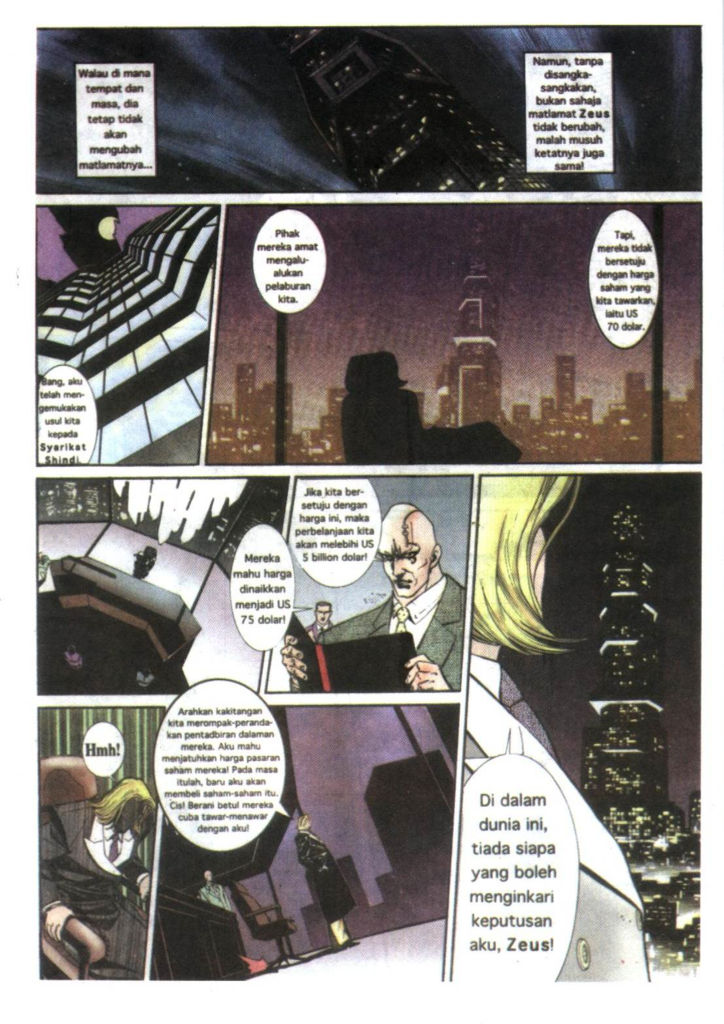 Walau di mana
tempat dan
masa, dia
tetap tidak
akan
mengubah
matlamatnya...
Namun, tanpa
disangka-
sangkakan,
bukan sahaja
matlamat Zeus
tidak berubah,
malah musuh
ketatnya juga
sama!
Bang, aku
telah men-
gemukakan
usul kita
kepada
Syarikat
Shindi.
Pihak
mereka amat
mengalu-
alukan
pelaburan
kita.
Tapi,
mereka tidak
bersetuju
dengan harga
saham yang
kita tawarkan,
iaitu US
70 dolar.
Mereka
mahu harga
dinaikkan
menjadi US
75 dolar!
Jika kita ber-
setuju dengan
harga ini, maka
perbelanjaan kita
akan melebihi US
5 billion dolar!
Hmh!
Arahkan kakitangan
kita merompak-peranda-
kan pentadbiran dalaman
mereka. Aku mahu
menjatuhkan harga pasaran
saham mereka! Pada masa
itulah, baru aku akan
membeli saham-saham itu.
Cis! Berani betul mereka
cuba tawar-menawar
dengan aku!
Di dalam
dunia ini,
tiada siapa
yang boleh
menginkari
keputusan
aku, Zeus!